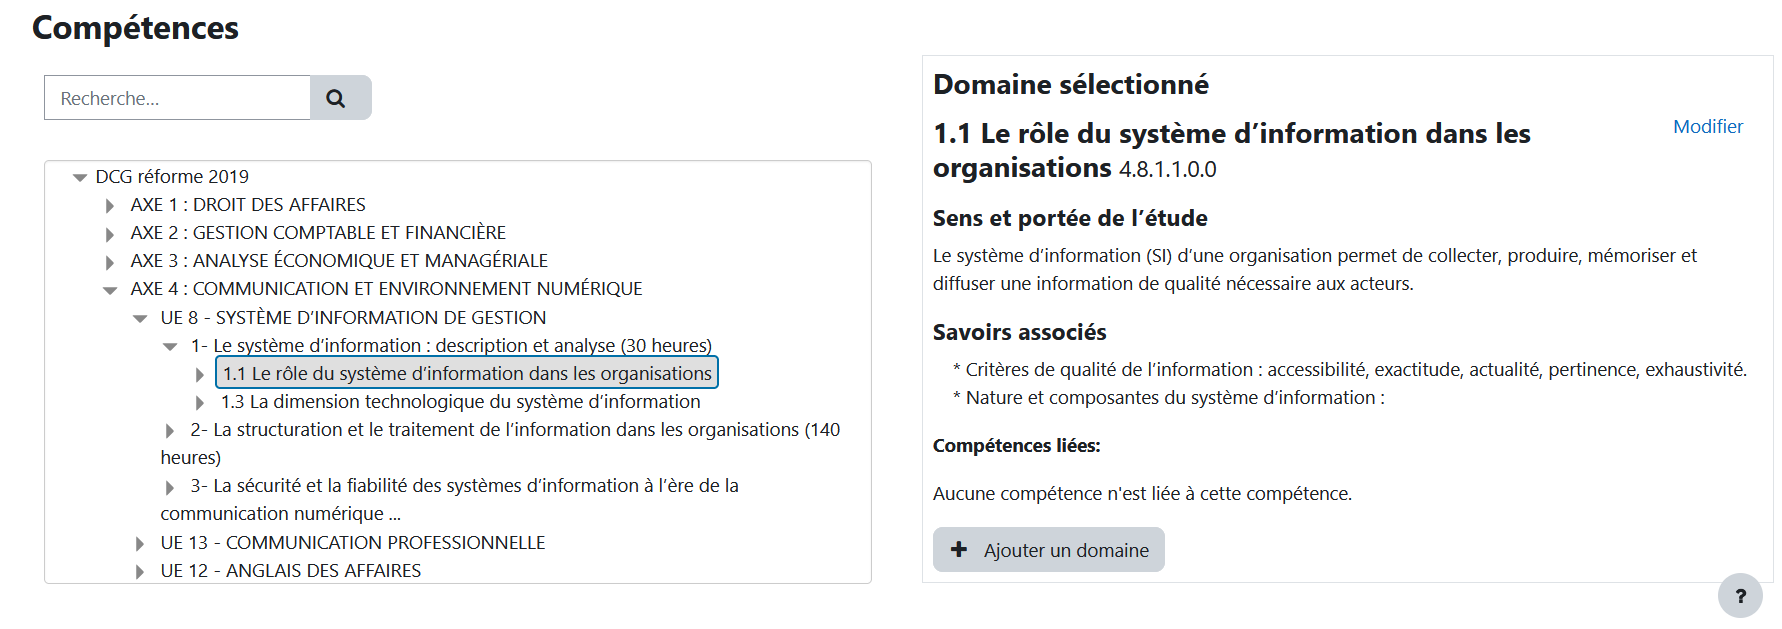 Compétences
Recherche...
DCG réforme 2019
AXE 1 : DROIT DES AFFAIRES
AXE 2 : GESTION COMPTABLE ET FINANCIÈRE
AXE 3 : ANALYSE ÉCONOMIQUE ET MANAGÉRIALE
AXE 4 : COMMUNICATION ET ENVIRONNEMENT NUMÉRIQUE
UE 8 - SYSTÈME D’INFORMATION DE GESTION
1- Le système d’information : description et analyse (30 heures)
1.1 Le rôle du système d’information dans les organisations
1.3 La dimension technologique du système d’information
2- La structuration et le traitement de l’information dans les organisations (140
heures)
3- La sécurité et la fiabilité des systèmes d’information à l’ère de la
communication numérique ...
UE 13 - COMMUNICATION PROFESSIONNELLE
UE 12 - ANGLAIS DES AFFAIRES
Domaine sélectionné
1.1 Le rôle du système d’information dans les
organisations 4.8.1.1.0.0
Modifier
Sens et portée de l’étude
Le système d’information (SI) d’une organisation permet de collecter, produire, mémoriser et
diffuser une information de qualité nécessaire aux acteurs.
Savoirs associés
* Critères de qualité de l’information : accessibilité, exactitude, actualité, pertinence, exhaustivité.
* Nature et composantes du système d’information :
Compétences liées:
Aucune compétence n'est liée à cette compétence.
+ Ajouter un domaine
?